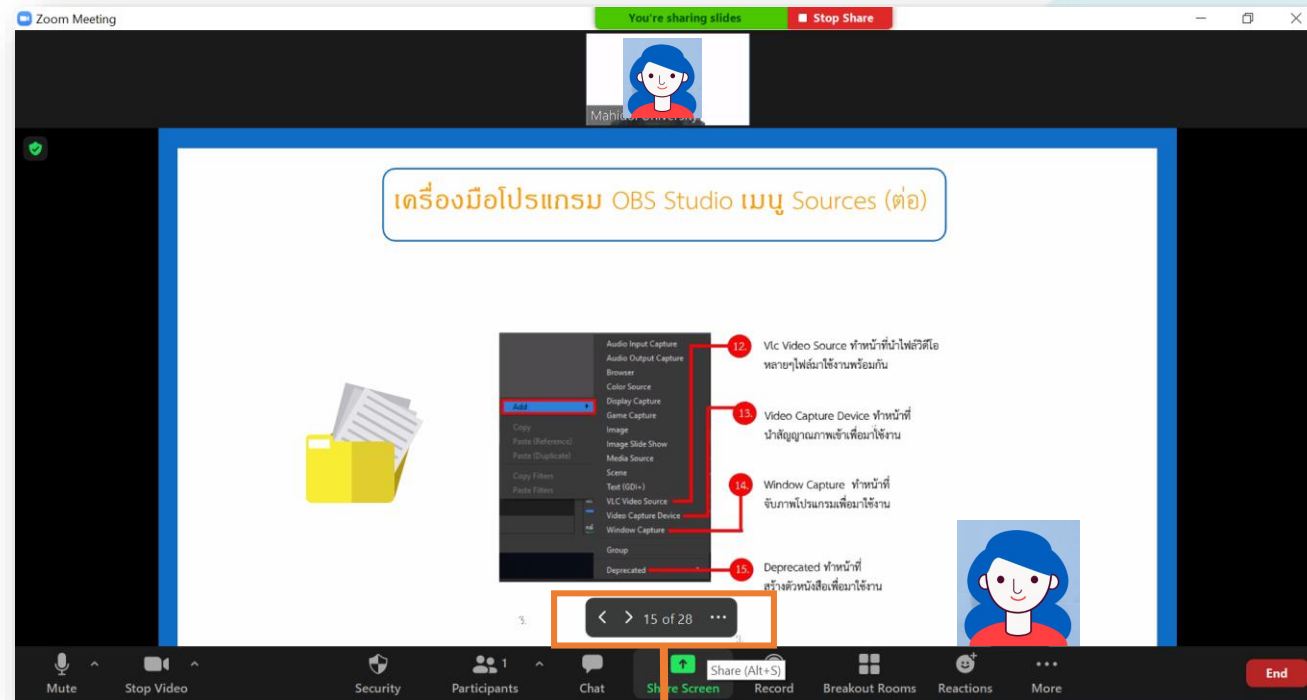 Zoom Meeting
You're sharing slides
Stop Share
เครื่องมือโปรแกรม OBS Studio เมนู Sources (ต่อ)
Audio Input Capture
Audio Output Capture
Browser
Color Source
Display Capture
Game Capture
Image
Image Slide Show
Media Source
Scene
Text (GDI+)
VLC Video Source
Video Capture Device
Window Capture
Group
Deprecated
Add
Copy
Paste (Reference)
Paste (Duplicate)
Copy Filters
Paste Filters
12. Vlc Video Source ทำหน้าที่นำไฟล์วิดีโอ
หลายๆไฟล์มาใช้งานพร้อมกัน
13. Video Capture Device ทำหน้าที่
นำสัญญาณภาพเข้าเพื่อมาใช้งาน
14. Window Capture ทำหน้าที่
จับภาพโปรแกรมเพื่อมาใช้งาน
15. Deprecated ทำหน้าที่
สร้างตัวหนังสือเพื่อมาใช้งาน
15 of 28
Share (Alt+S)
Mute
Stop Video
Security
Participants 1
Chat
Share Screen
Record
Breakout Rooms
Reactions
More
End